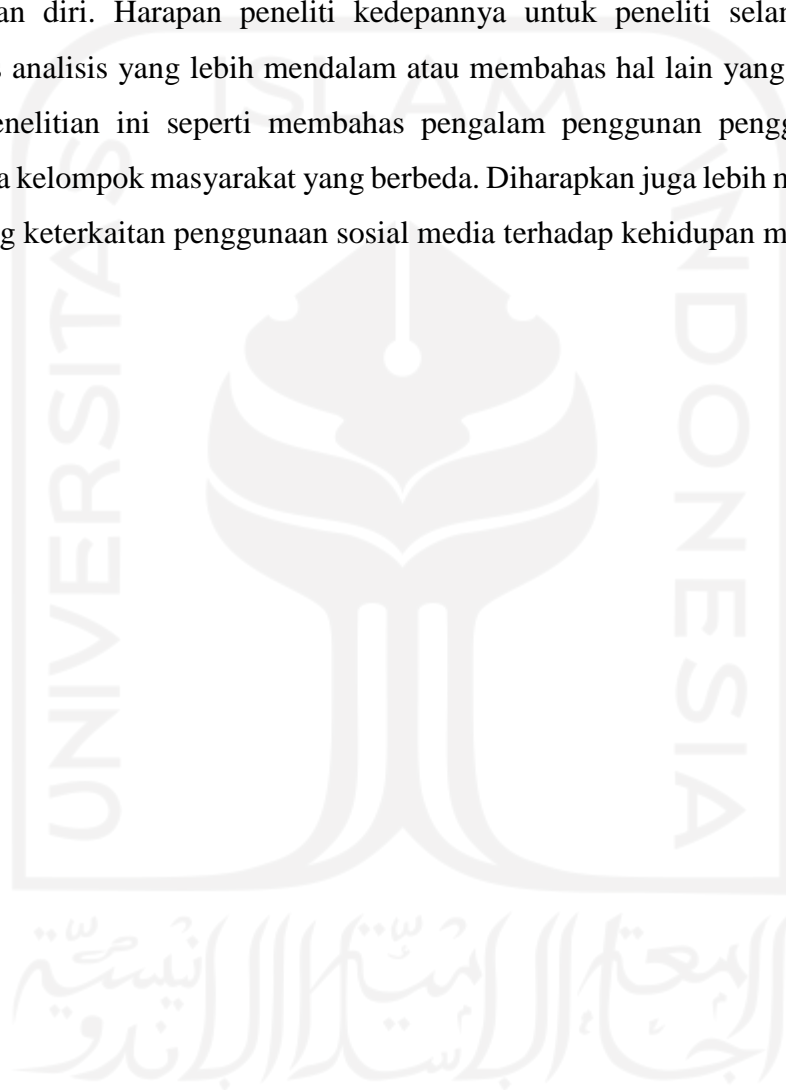 an diri. Harapan peneliti kedepannya untuk peneliti selan
s analisis yang lebih mendalam atau membahas hal lain yang
enelitian ini seperti membahas pengalam penggunan pengg
a kelompok masyarakat yang berbeda. Diharapkan juga lebih m
g keterkaitan penggunaan sosial media terhadap kehidupan m
ISLAM
UNIVERSITAS
INDONESIA